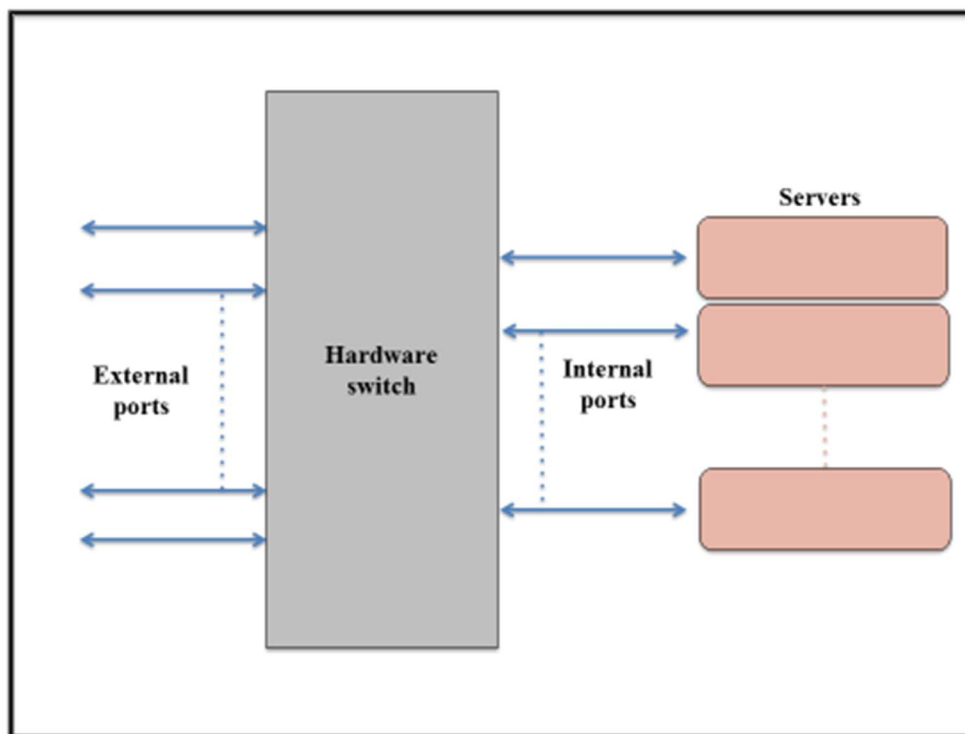 Servers
Hardware
switch
External
ports
Internal
ports